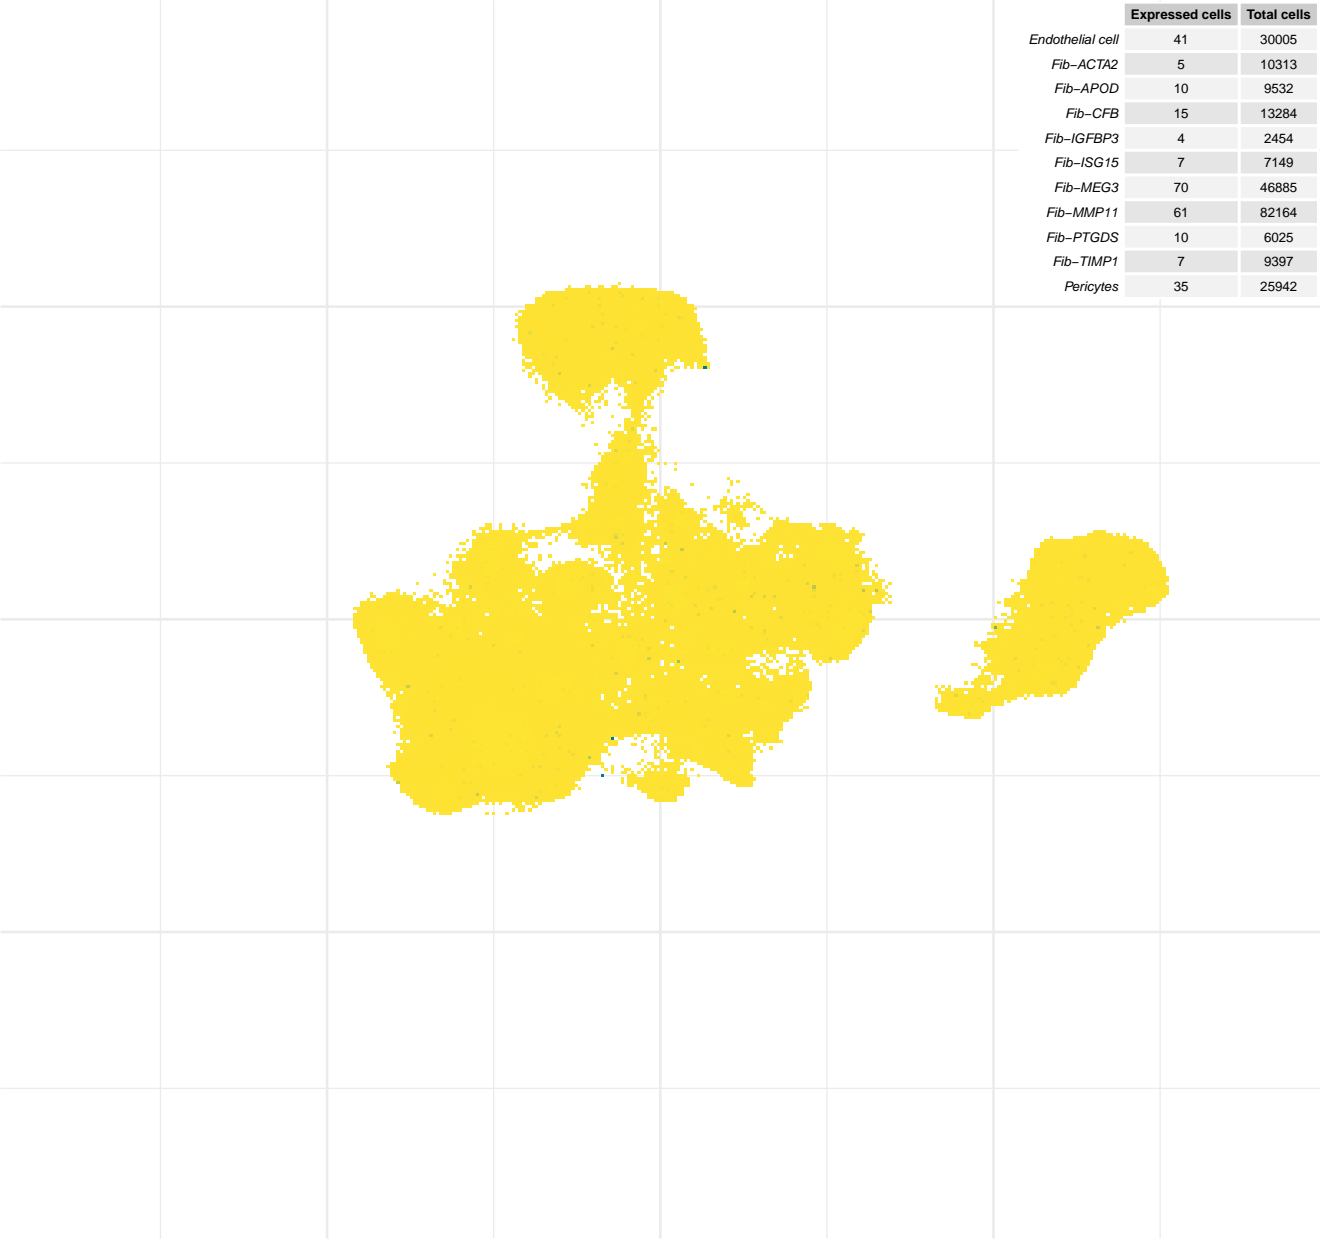 Expressed cells Total cells
Endothelial cell 41 30005
Fib−ACTA2 5 10313
Fib−APOD 10 9532
Fib−CFB 15 13284
Fib−IGFBP3 4 2454
Fib−ISG15 7 7149
Fib−MEG3 70 46885
Fib−MMP11 61 82164
Fib−PTGDS 10 6025
Fib−TIMP1 7 9397
Pericytes 35 25942